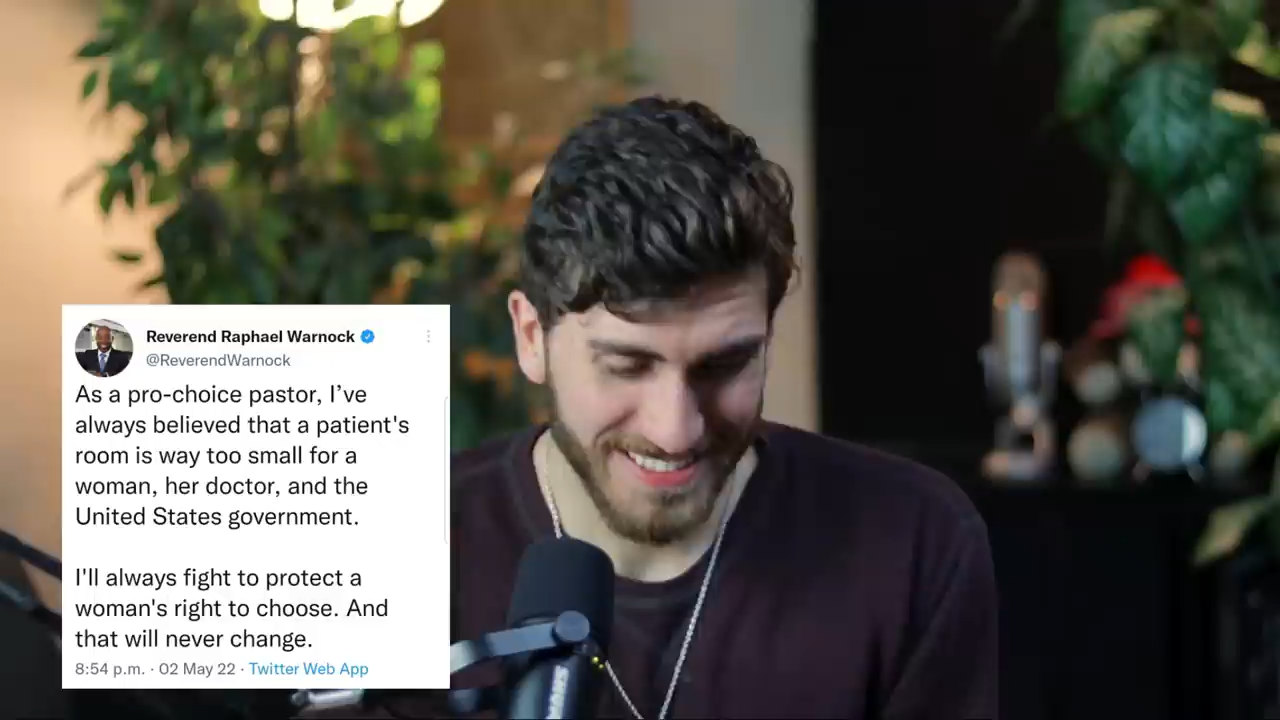 Reverend Raphael Warnock
@ReverendWarnock
As a pro-choice pastor, I’ve
always believed that a patient's
room is way too small for a
woman, her doctor, and the
United States government.
I'll always fight to protect a
woman's right to choose. And
that will never change.
8:54 p.m. · 02 May 22 · Twitter Web App